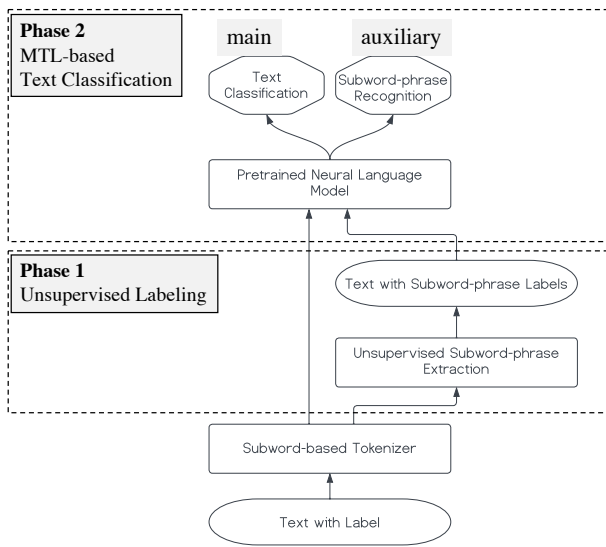 Phase 2
MTL-based
Text Classification
main
auxiliary
Text
Classification
Subword-phrase
Recognition
Pretrained Neural Language
Model
Phase 1
Unsupervised Labeling
Text with Subword-phrase Labels
Unsupervised Subword-phrase
Extraction
Subword-based Tokenizer
Text with Label